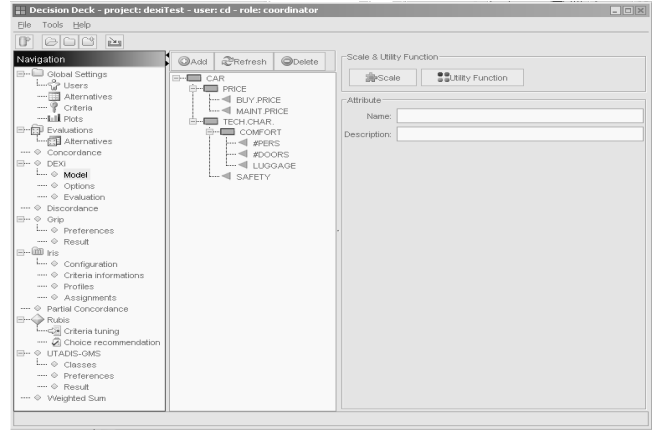 Decision Deck - project: dexiTest - user: cd - role: coordinator
File Tools Help
Navigation
Global Settings
Users
Alternatives
Criteria
Plots
Evaluations
Alternatives
Concordance
DEXi
Model
Options
Evaluation
Discordance
Grip
Preferences
Result
Iris
Configuration
Criteria informations
Profiles
Assignments
Partial Concordance
Rubis
Criteria tuning
Choice recommendation
UTADIS-GMS
Classes
Preferences
Result
Weighted Sum
Add Refresh Delete
CAR
PRICE
BUY.PRICE
MAINT.PRICE
TECH.CHAR.
COMFORT
#PERS
#DOORS
LUGGAGE
SAFETY
Scale & Utility Function
Scale Utility Function
Attribute
Name:
Description: